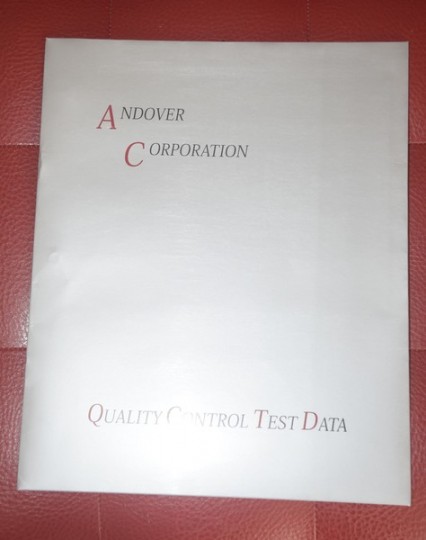 ANDOVER
CORPORATION
QUALITY CONTROL TEST DATA